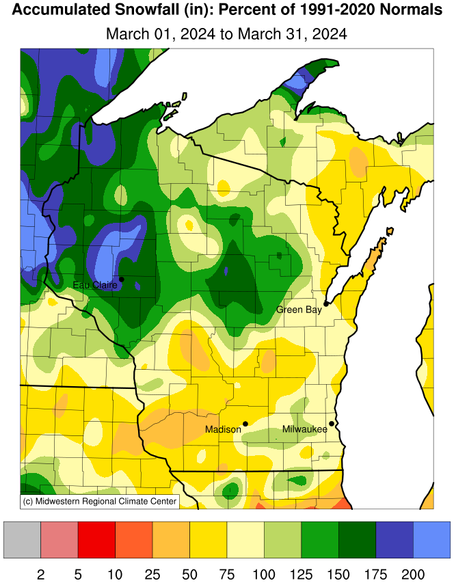 Accumulated Snowfall (in): Percent of 1991-2020 Normals
March 01, 2024 to March 31, 2024
Eau Claire
Green Bay
Madison
Milwaukee
(c) Midwestern Regional Climate Center
2 5 10 25 50 75 100 125 150 175 200